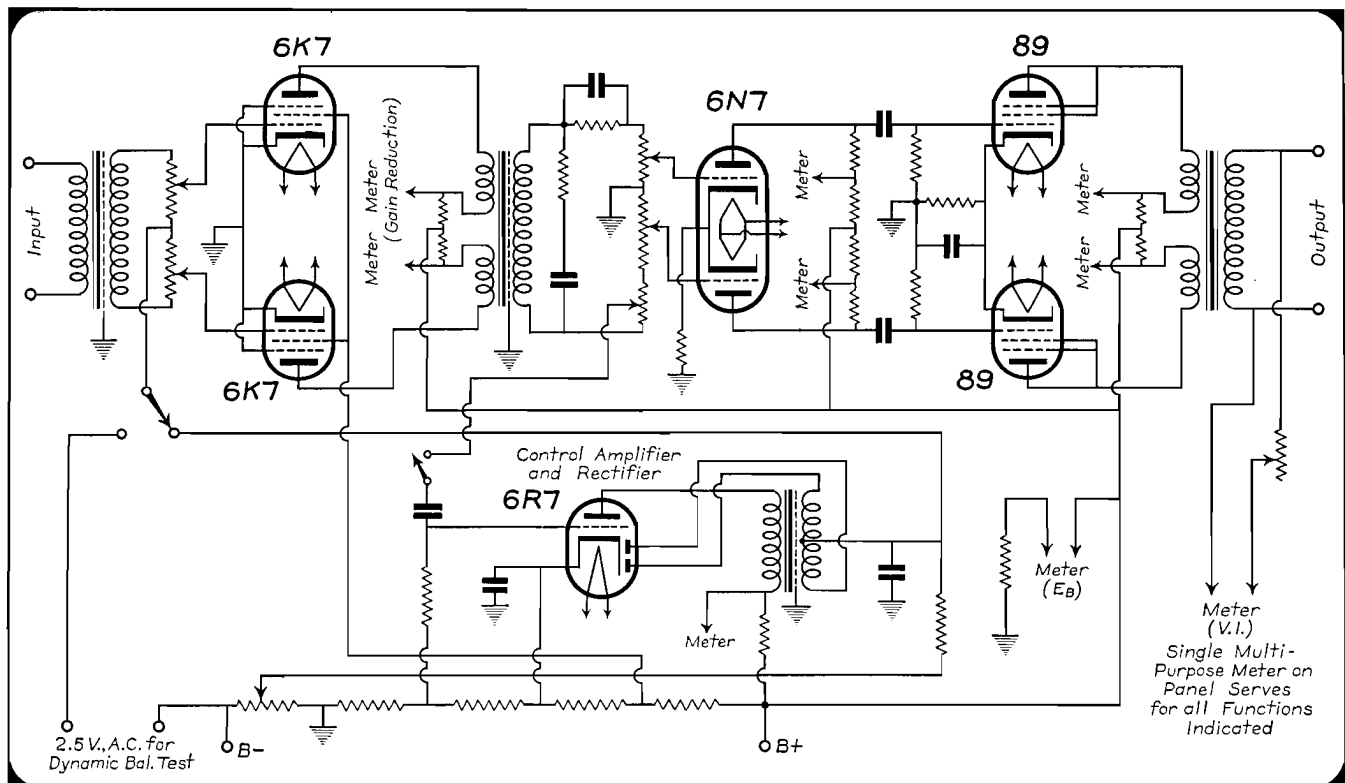 6K7
89
6N7
Input
Meter
Meter
(Gain Reduction)
Meter
Meter
Meter
Meter
Output
6K7
89
Control Amplifier
and Rectifier
6R7
Meter
Meter
(EB)
Meter
(V.I.)
Single Multi-
Purpose Meter on
Panel Serves
for all Functions
Indicated
2.5 V., A.C. for
Dynamic Bal. Test
B-
B+